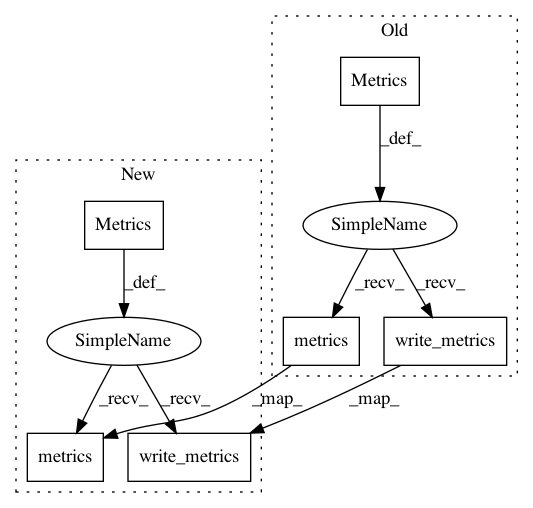 Old
Metrics
_def_
New
SimpleName
Metrics
_recv_ _recv_
_def_
metrics write_metrics
SimpleName
_recv_ _recv_ _map_ _map_
metrics write_metrics